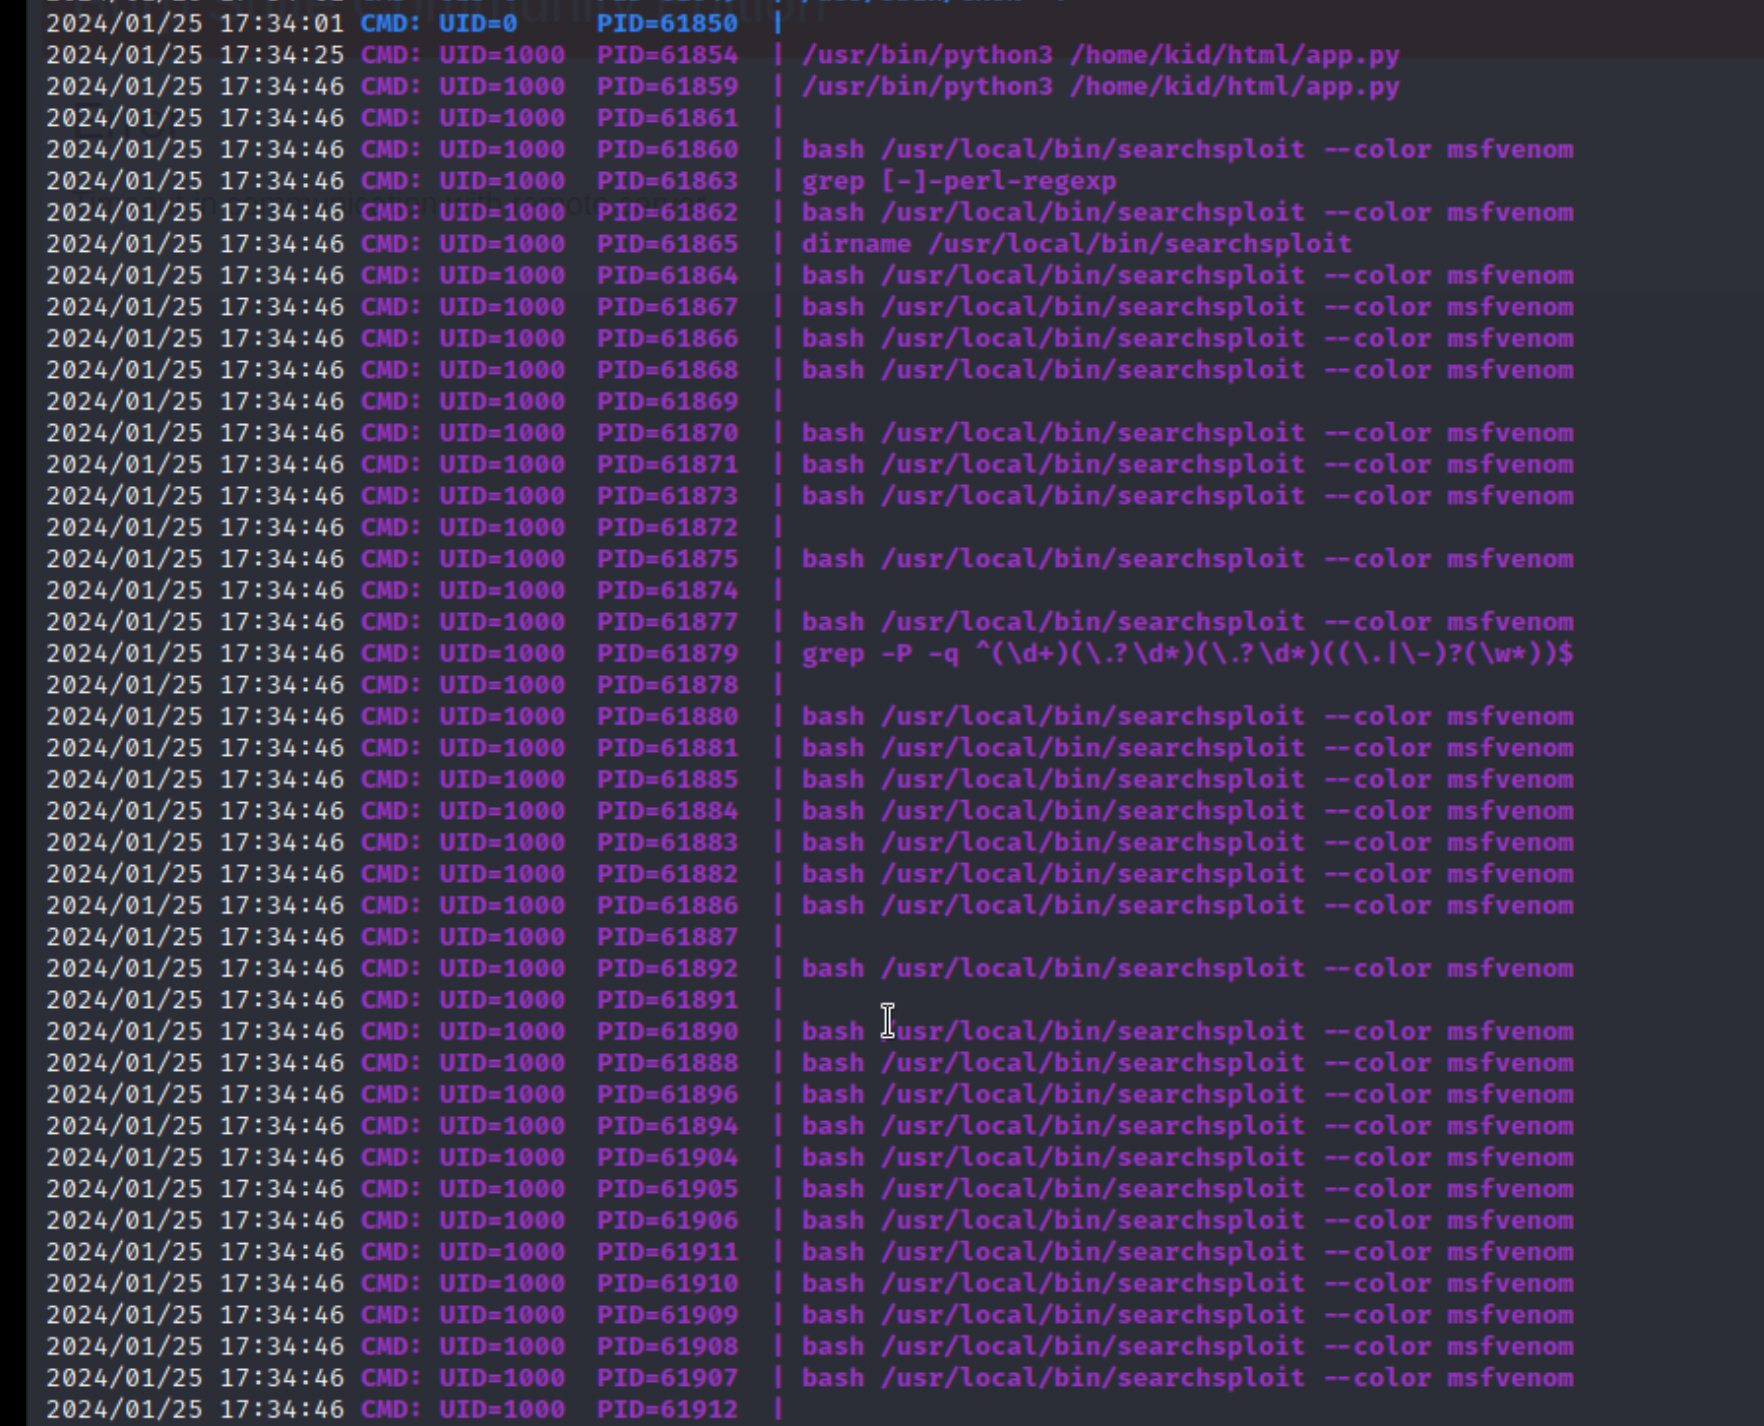 2024/01/25 17:34:01 CMD: UID=0 PID=61850 |
2024/01/25 17:34:25 CMD: UID=1000 PID=61854 | /usr/bin/python3 /home/kid/html/app.py
2024/01/25 17:34:46 CMD: UID=1000 PID=61859 | /usr/bin/python3 /home/kid/html/app.py
2024/01/25 17:34:46 CMD: UID=1000 PID=61861 |
2024/01/25 17:34:46 CMD: UID=1000 PID=61860 | bash /usr/local/bin/searchsploit --color msfvenom
2024/01/25 17:34:46 CMD: UID=1000 PID=61863 | grep [-]-perl-regexp
2024/01/25 17:34:46 CMD: UID=1000 PID=61862 | bash /usr/local/bin/searchsploit --color msfvenom
2024/01/25 17:34:46 CMD: UID=1000 PID=61865 | dirname /usr/local/bin/searchsploit
2024/01/25 17:34:46 CMD: UID=1000 PID=61864 | bash /usr/local/bin/searchsploit --color msfvenom
2024/01/25 17:34:46 CMD: UID=1000 PID=61867 | bash /usr/local/bin/searchsploit --color msfvenom
2024/01/25 17:34:46 CMD: UID=1000 PID=61866 | bash /usr/local/bin/searchsploit --color msfvenom
2024/01/25 17:34:46 CMD: UID=1000 PID=61868 | bash /usr/local/bin/searchsploit --color msfvenom
2024/01/25 17:34:46 CMD: UID=1000 PID=61869 |
2024/01/25 17:34:46 CMD: UID=1000 PID=61870 | bash /usr/local/bin/searchsploit --color msfvenom
2024/01/25 17:34:46 CMD: UID=1000 PID=61871 | bash /usr/local/bin/searchsploit --color msfvenom
2024/01/25 17:34:46 CMD: UID=1000 PID=61873 | bash /usr/local/bin/searchsploit --color msfvenom
2024/01/25 17:34:46 CMD: UID=1000 PID=61872 |
2024/01/25 17:34:46 CMD: UID=1000 PID=61875 | bash /usr/local/bin/searchsploit --color msfvenom
2024/01/25 17:34:46 CMD: UID=1000 PID=61874 |
2024/01/25 17:34:46 CMD: UID=1000 PID=61877 | bash /usr/local/bin/searchsploit --color msfvenom
2024/01/25 17:34:46 CMD: UID=1000 PID=61879 | grep -P -q ^(\d+)(\.?\d*)(\.?\d*)((\.|\-)?(\w*))$
2024/01/25 17:34:46 CMD: UID=1000 PID=61878 |
2024/01/25 17:34:46 CMD: UID=1000 PID=61880 | bash /usr/local/bin/searchsploit --color msfvenom
2024/01/25 17:34:46 CMD: UID=1000 PID=61881 | bash /usr/local/bin/searchsploit --color msfvenom
2024/01/25 17:34:46 CMD: UID=1000 PID=61885 | bash /usr/local/bin/searchsploit --color msfvenom
2024/01/25 17:34:46 CMD: UID=1000 PID=61884 | bash /usr/local/bin/searchsploit --color msfvenom
2024/01/25 17:34:46 CMD: UID=1000 PID=61883 | bash /usr/local/bin/searchsploit --color msfvenom
2024/01/25 17:34:46 CMD: UID=1000 PID=61882 | bash /usr/local/bin/searchsploit --color msfvenom
2024/01/25 17:34:46 CMD: UID=1000 PID=61886 | bash /usr/local/bin/searchsploit --color msfvenom
2024/01/25 17:34:46 CMD: UID=1000 PID=61887 |
2024/01/25 17:34:46 CMD: UID=1000 PID=61892 | bash /usr/local/bin/searchsploit --color msfvenom
2024/01/25 17:34:46 CMD: UID=1000 PID=61891 |
2024/01/25 17:34:46 CMD: UID=1000 PID=61890 | bash /usr/local/bin/searchsploit --color msfvenom
2024/01/25 17:34:46 CMD: UID=1000 PID=61888 | bash /usr/local/bin/searchsploit --color msfvenom
2024/01/25 17:34:46 CMD: UID=1000 PID=61896 | bash /usr/local/bin/searchsploit --color msfvenom
2024/01/25 17:34:46 CMD: UID=1000 PID=61894 | bash /usr/local/bin/searchsploit --color msfvenom
2024/01/25 17:34:46 CMD: UID=1000 PID=61904 | bash /usr/local/bin/searchsploit --color msfvenom
2024/01/25 17:34:46 CMD: UID=1000 PID=61905 | bash /usr/local/bin/searchsploit --color msfvenom
2024/01/25 17:34:46 CMD: UID=1000 PID=61906 | bash /usr/local/bin/searchsploit --color msfvenom
2024/01/25 17:34:46 CMD: UID=1000 PID=61911 | bash /usr/local/bin/searchsploit --color msfvenom
2024/01/25 17:34:46 CMD: UID=1000 PID=61910 | bash /usr/local/bin/searchsploit --color msfvenom
2024/01/25 17:34:46 CMD: UID=1000 PID=61909 | bash /usr/local/bin/searchsploit --color msfvenom
2024/01/25 17:34:46 CMD: UID=1000 PID=61908 | bash /usr/local/bin/searchsploit --color msfvenom
2024/01/25 17:34:46 CMD: UID=1000 PID=61907 | bash /usr/local/bin/searchsploit --color msfvenom
2024/01/25 17:34:46 CMD: UID=1000 PID=61912 |